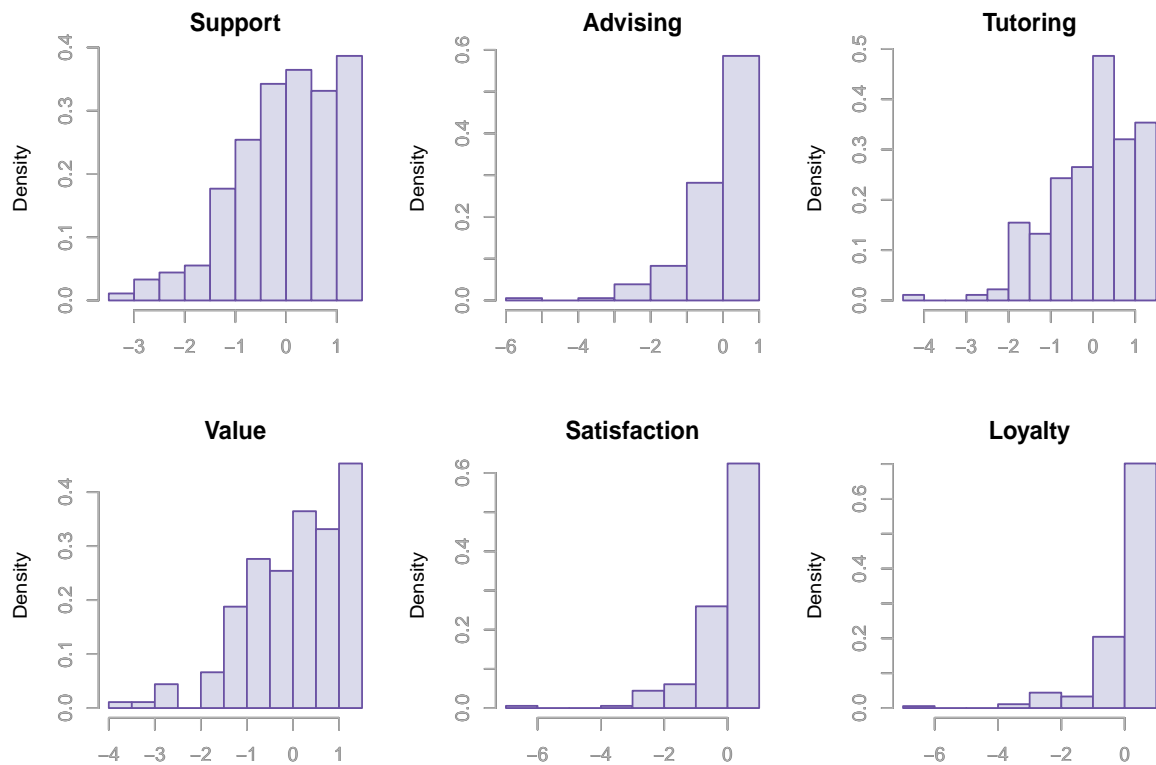 Support
Density
0.0 0.1 0.2 0.3 0.4
−3 −2 −1 0 1
Advising
Density
0.0 0.2 0.4 0.6
−6 −4 −2 0 1
Tutoring
Density
0.0 0.1 0.2 0.3 0.4 0.5
−4 −3 −2 −1 0 1
Value
Density
0.0 0.1 0.2 0.3 0.4
−4 −3 −2 −1 0 1
Satisfaction
Density
0.0 0.2 0.4 0.6
−6 −4 −2 0
Loyalty
Density
0.0 0.2 0.4 0.6
−6 −4 −2 0